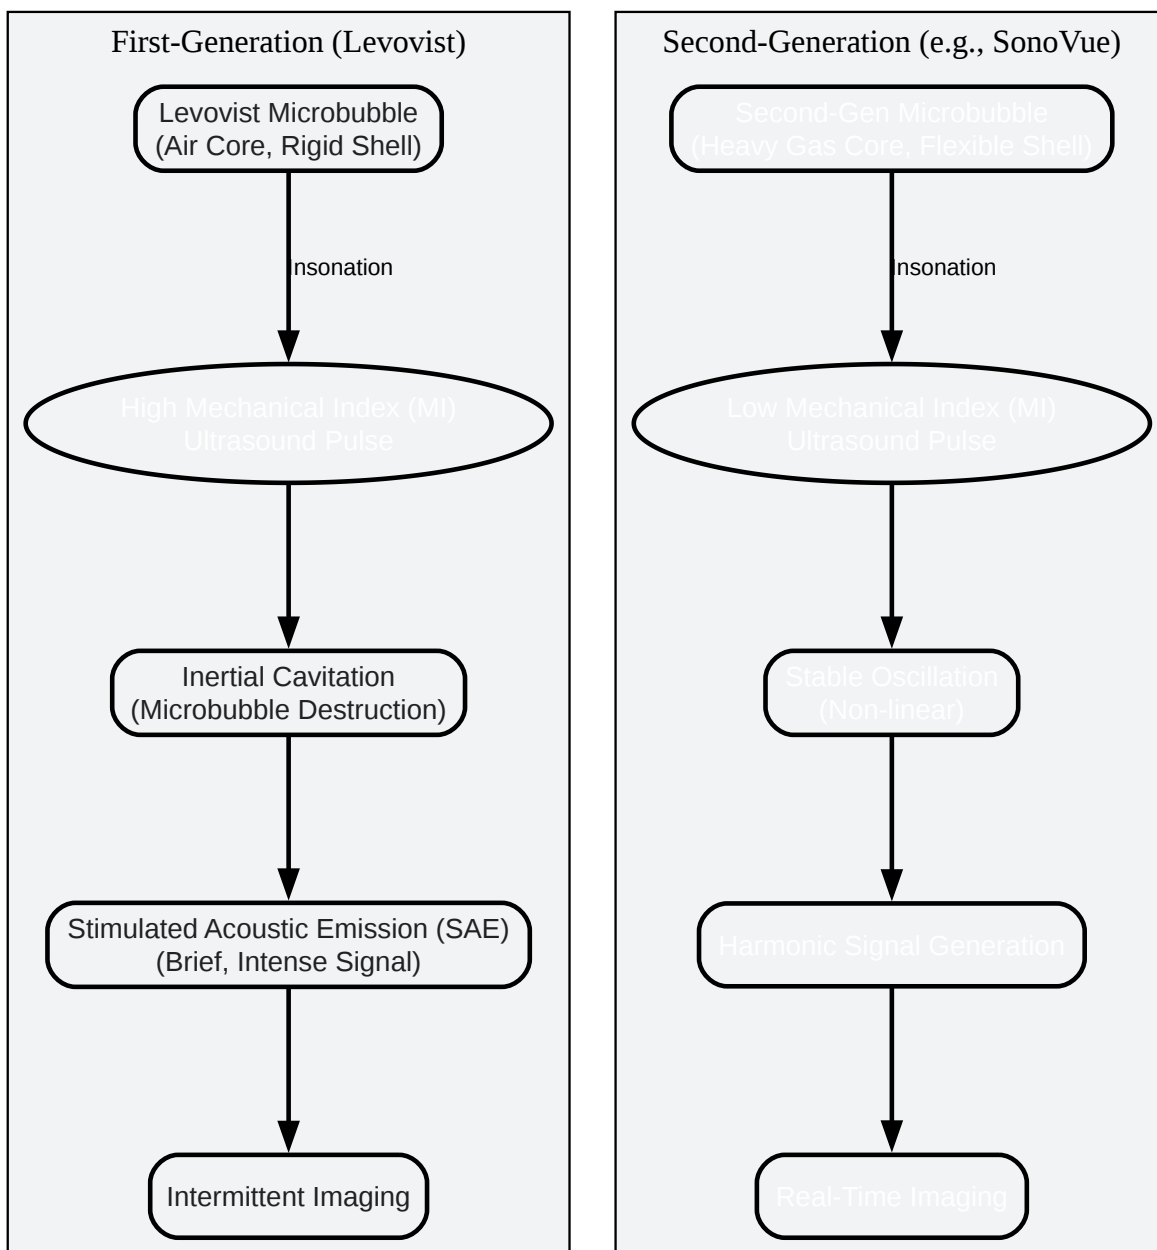 First-Generation (Levovist)
Levovist Microbubble
(Air Core, Rigid Shell)
Insonation
High Mechanical Index (MI)
Ultrasound Pulse
Inertial Cavitation
(Microbubble Destruction)
Stimulated Acoustic Emission (SAE)
(Brief, Intense Signal)
Intermittent Imaging
Second-Generation (e.g., SonoVue)
Second-Gen Microbubble
(Heavy Gas Core, Flexible Shell)
Insonation
Low Mechanical Index (MI)
Ultrasound Pulse
Stable Oscillation
(Non-linear)
Harmonic Signal Generation
Real-Time Imaging